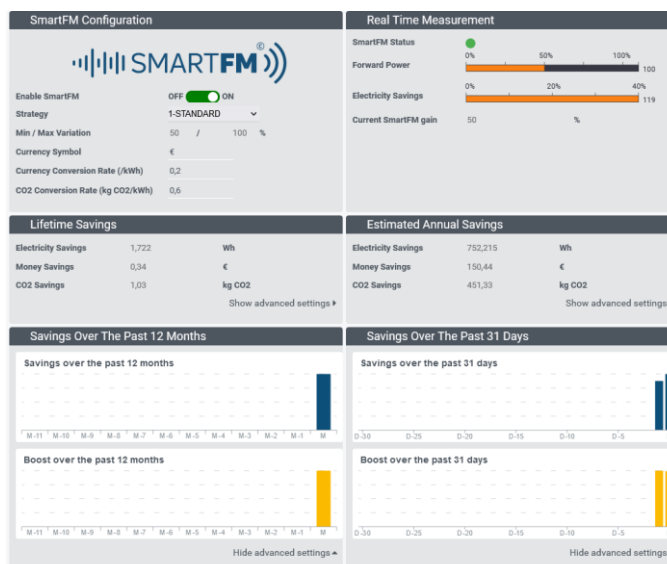 SmartFM Configuration
SMARTFM©
Enable SmartFM OFF ON
Strategy 1-STANDARD
Min / Max Variation 50 / 100 %
Currency Symbol €
Currency Conversion Rate (/kWh) 0,2
CO2 Conversion Rate (kg CO2/kWh) 0,6
Real Time Measurement
SmartFM Status
Forward Power 0% 50% 100% 100
Electricity Savings 0% 20% 40% 119
Current SmartFM gain 50 %
Lifetime Savings
Electricity Savings 1,722 Wh
Money Savings 0,34 €
CO2 Savings 1,03 kg CO2
Show advanced settings
Estimated Annual Savings
Electricity Savings 752,215 Wh
Money Savings 150,44 €
CO2 Savings 451,33 kg CO2
Show advanced settings
Savings Over The Past 12 Months
Savings over the past 12 months
M-11 M-10 M-9 M-8 M-7 M-6 M-5 M-4 M-3 M-2 M-1 M
Boost over the past 12 months
M-11 M-10 M-9 M-8 M-7 M-6 M-5 M-4 M-3 M-2 M-1 M
Hide advanced settings
Savings Over The Past 31 Days
Savings over the past 31 days
D-30 D-25 D-20 D-15 D-10 D-5
Boost over the past 31 days
D-30 D-25 D-20 D-15 D-10 D-5
Hide advanced settings